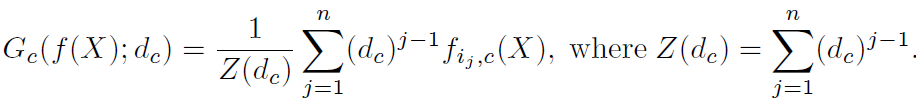 G_c(f(X); d_c) = \frac{1}{Z(d_c)} \sum_{j=1}^{n} (d_c)^{j-1} f_{i_j,c}(X), where Z(d_c) = \sum_{j=1}^{n} (d_c)^{j-1}.